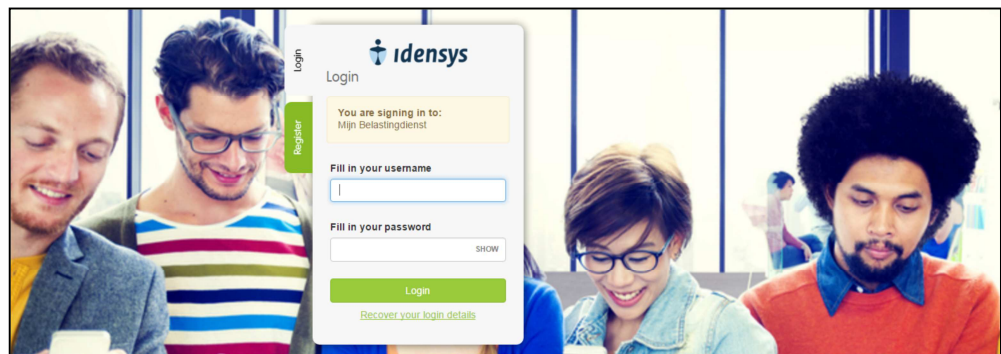 Login
Register
ıdensys
Login
You are signing in to:
Mijn Belastingdienst
Fill in your username
Fill in your password
SHOW
Login
Recover your login details